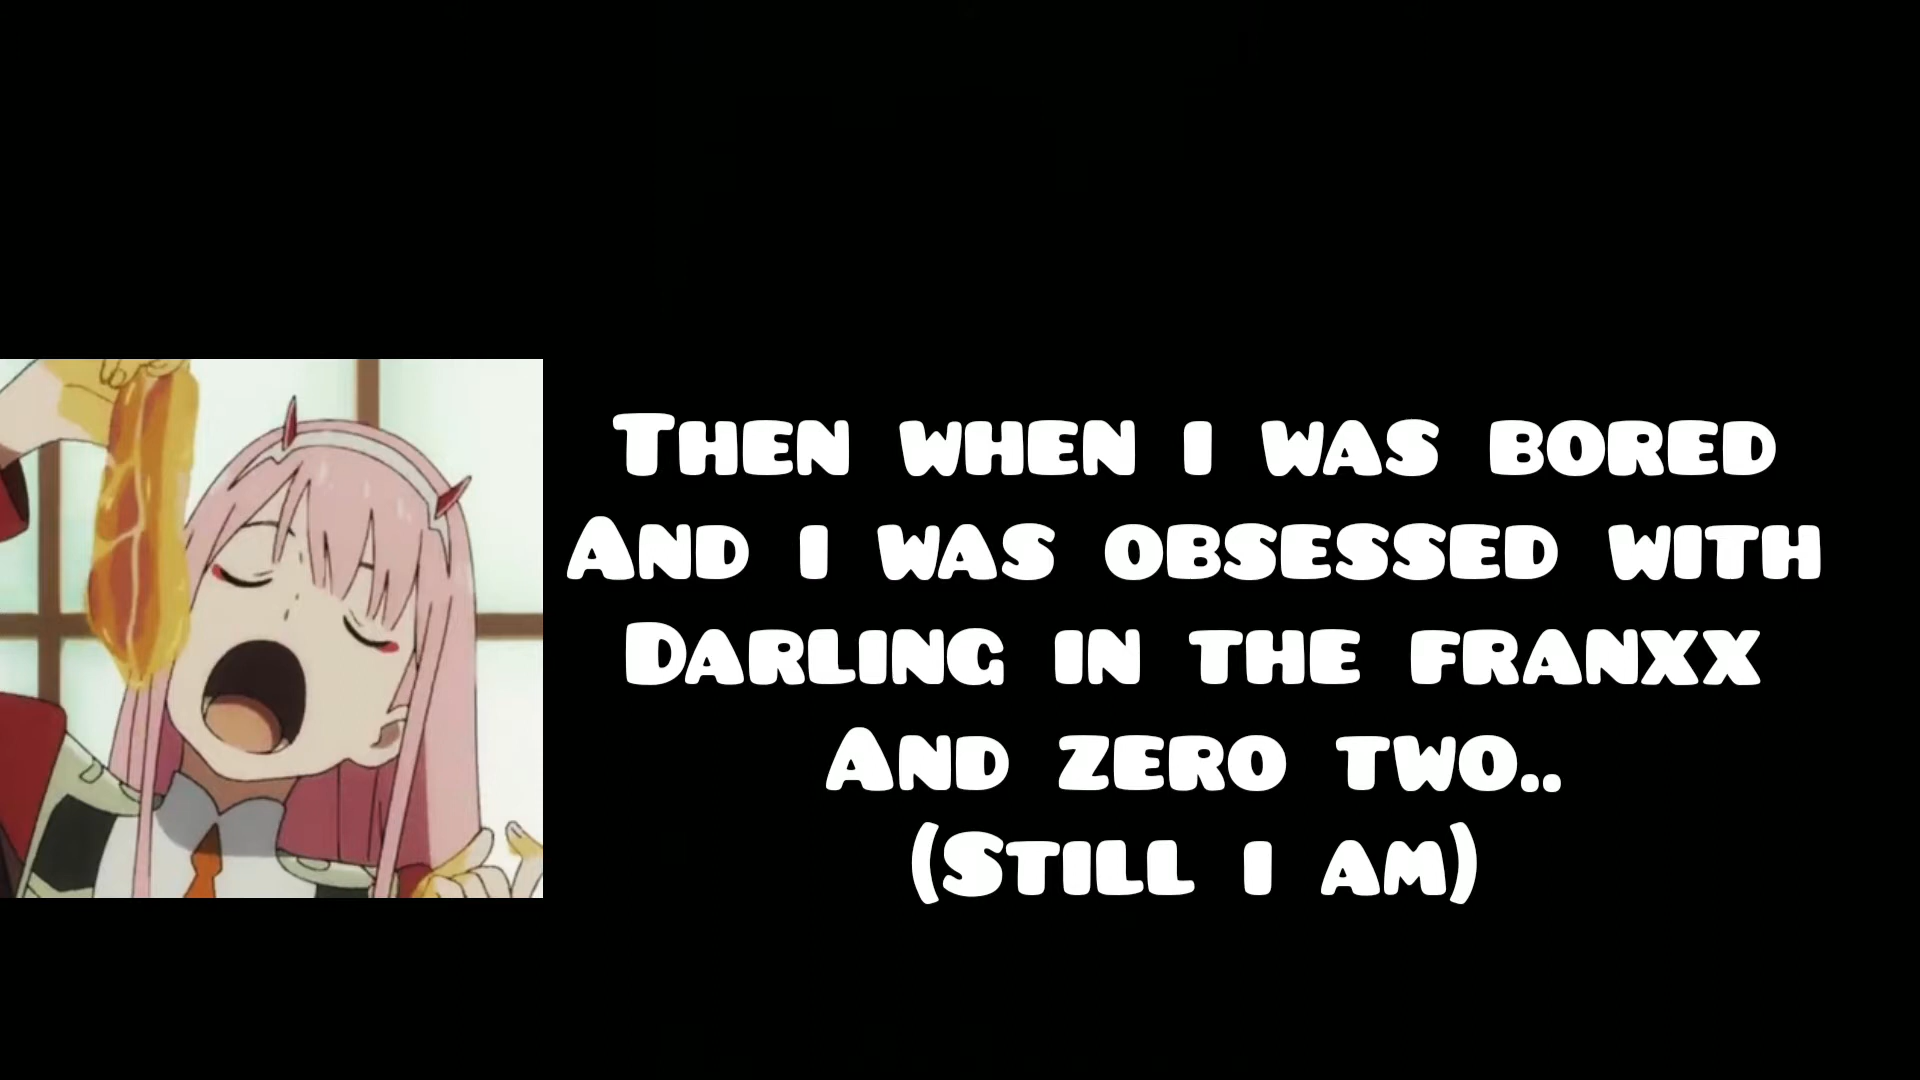 Then when i was bored
And i was obsessed with
Darling in the franxx
And zero two..
(Still i am)